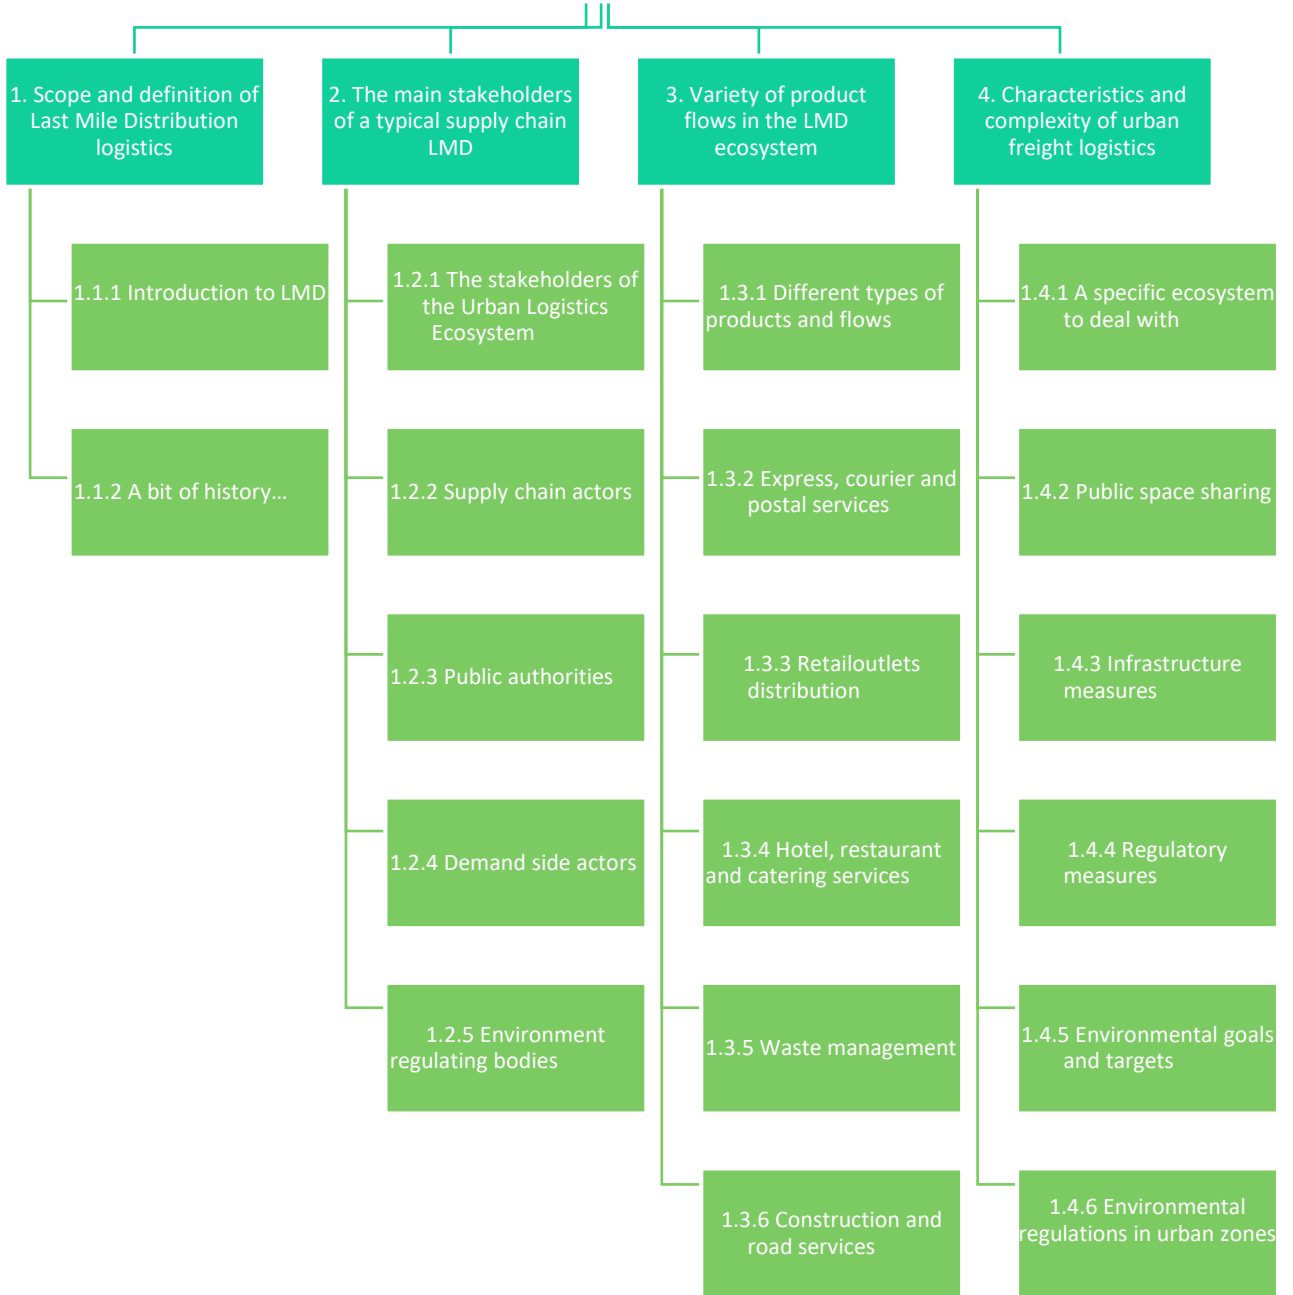 1. Scope and definition of
Last Mile Distribution
logistics
2. The main stakeholders
of a typical supply chain
LMD
3. Variety of product
flows in the LMD
ecosystem
4. Characteristics and
complexity of urban
freight logistics
1.1.1 Introduction to LMD
1.1.2 A bit of history…
1.2.1 The stakeholders of
the Urban Logistics
Ecosystem
1.2.2 Supply chain actors
1.2.3 Public authorities
1.2.4 Demand side actors
1.2.5 Environment
regulating bodies
1.3.1 Different types of
products and flows
1.3.2 Express, courier and
postal services
1.3.3 Retailoutlets
distribution
1.3.4 Hotel, restaurant
and catering services
1.3.5 Waste management
1.3.6 Construction and
road services
1.4.1 A specific ecosystem
to deal with
1.4.2 Public space sharing
1.4.3 Infrastructure
measures
1.4.4 Regulatory
measures
1.4.5 Environmental goals
and targets
1.4.6 Environmental
regulations in urban zones